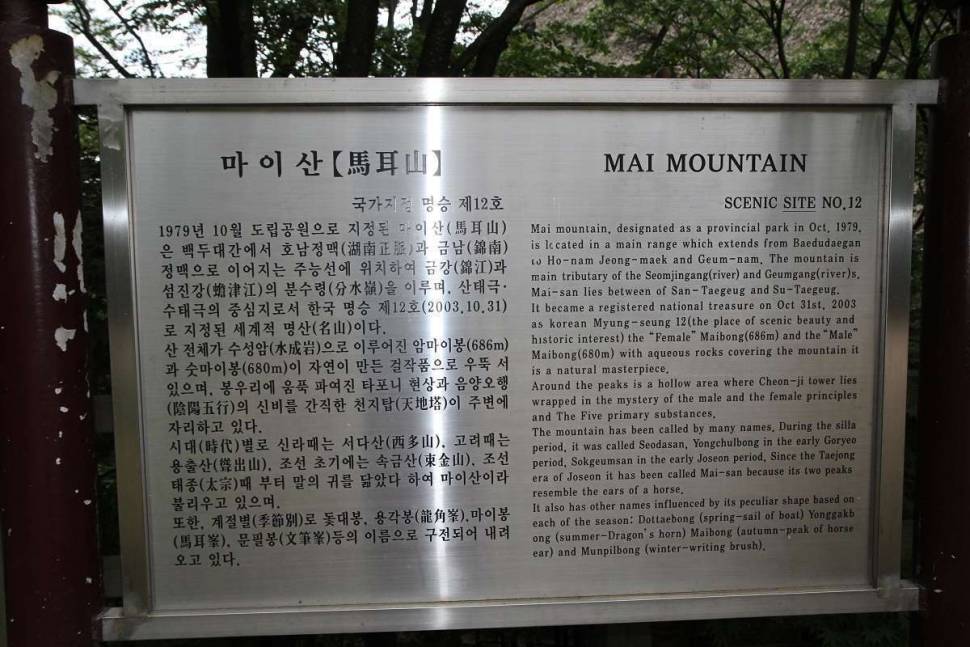 마이산【馬耳山】
국가지정 명승 제12호
1979년 10월 도립공원으로 지정된 마이산(馬耳山)
은 백두대간에서 호남정맥(湖南正脈)과 금남(錦南)
정맥으로 이어지는 주능선에 위치하여 금강(錦江)과
섬진강(蟾津江)의 분수령(分水嶺)을 이루며, 산태극·
수태극의 중심지로서 한국 명승 제12호(2003.10.31)
로 지정된 세계적 명산(名山)이다.
산 전체가 수성암(水成岩)으로 이루어진 암마이봉(686m)
과 숫마이봉(680m)이 자연이 만든 걸작품으로 우뚝 서
있으며, 봉우리에 움푹 파여진 타포니 현상과 음양오행
(陰陽五行)의 신비를 간직한 천지탑(天地塔)이 주변에
자리하고 있다.
시대(時代)별로 신라때는 서다산(西多山), 고려때는
용출산(聳出山), 조선 초기에는 속금산(束金山), 조선
태종(太宗)때 부터 말의 귀를 닮았다 하여 마이산이라
불리우고 있으며,
또한, 계절별(季節別)로 돛대봉, 용각봉(龍角峯),마이봉
(馬耳峯), 문필봉(文筆峯)등의 이름으로 구전되어 내려
오고 있다.
MAI MOUNTAIN
SCENIC SITE NO.12
Mai mountain, designated as a provincial park in Oct, 1979,
is located in a main range which extends from Baedudaegan
to Ho-nam Jeong-maek and Geum-nam. The mountain is
main tributary of the Seomjingang(river) and Geumgang(river)s,
Mai-san lies between of San-Taegeug and Su-Taegeug.
It became a registered national treasure on Oct 31st, 2003
as korean Myung-seung 12(the place of scenic beauty and
historic interest) the "Female" Maibong(686m) and the "Male"
Maibong(680m) with aqueous rocks covering the mountain it
is a natural masterpiece.
Around the peaks is a hollow area where Cheon-ji tower lies
wrapped in the mystery of the male and the female principles
and The Five primary substances.
The mountain has been called by many names, During the silla
period, it was called Seodasan, Yongchulbong in the early Goryeo
period, Sokgeumsan in the early Joseon period, Since the Taejong
era of Joseon it has been called Mai-san because its two peaks
resemble the ears of a horse.
It also has other names influenced by its peculiar shape based on
each of the season: Dottaebong (spring-sail of boat) Yonggakb
ong (summer-Dragon's horn) Maibong (autumn-peak of horse
ear) and Munpilbong (winter-writing brush).